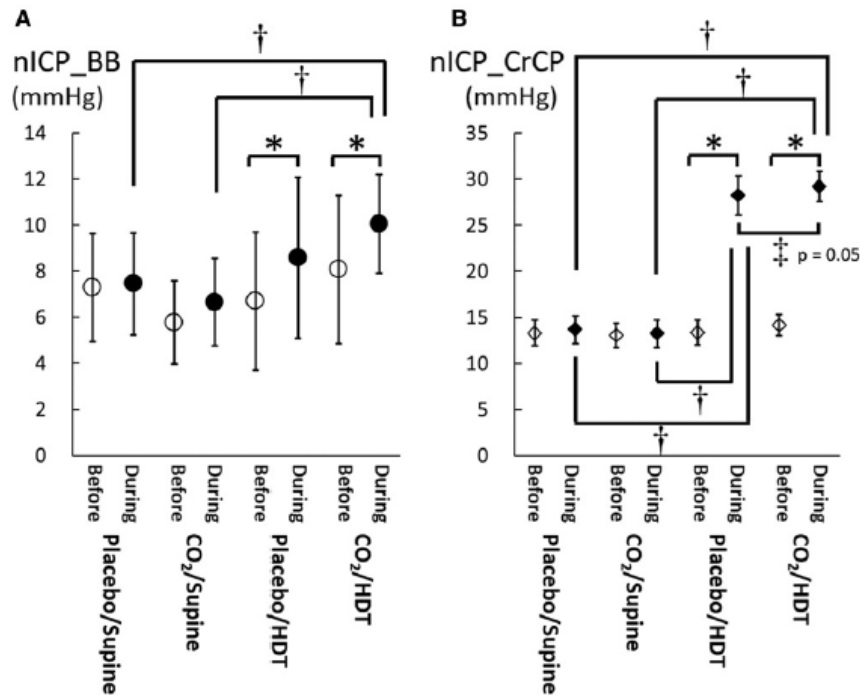 A
nICP_BB
(mmHg)
†
†
*
*
14
12
10
8
6
4
2
0
Before
During
Before
During
Before
During
Before
During
Placebo/Supine
CO₂/Supine
Placebo/HDT
CO₂/HDT
B
nICP_CrCP
(mmHg)
†
†
*
*
‡ p = 0.05
†
†
35
30
25
20
15
10
5
0
Before
During
Before
During
Before
During
Before
During
Placebo/Supine
CO₂/Supine
Placebo/HDT
CO₂/HDT